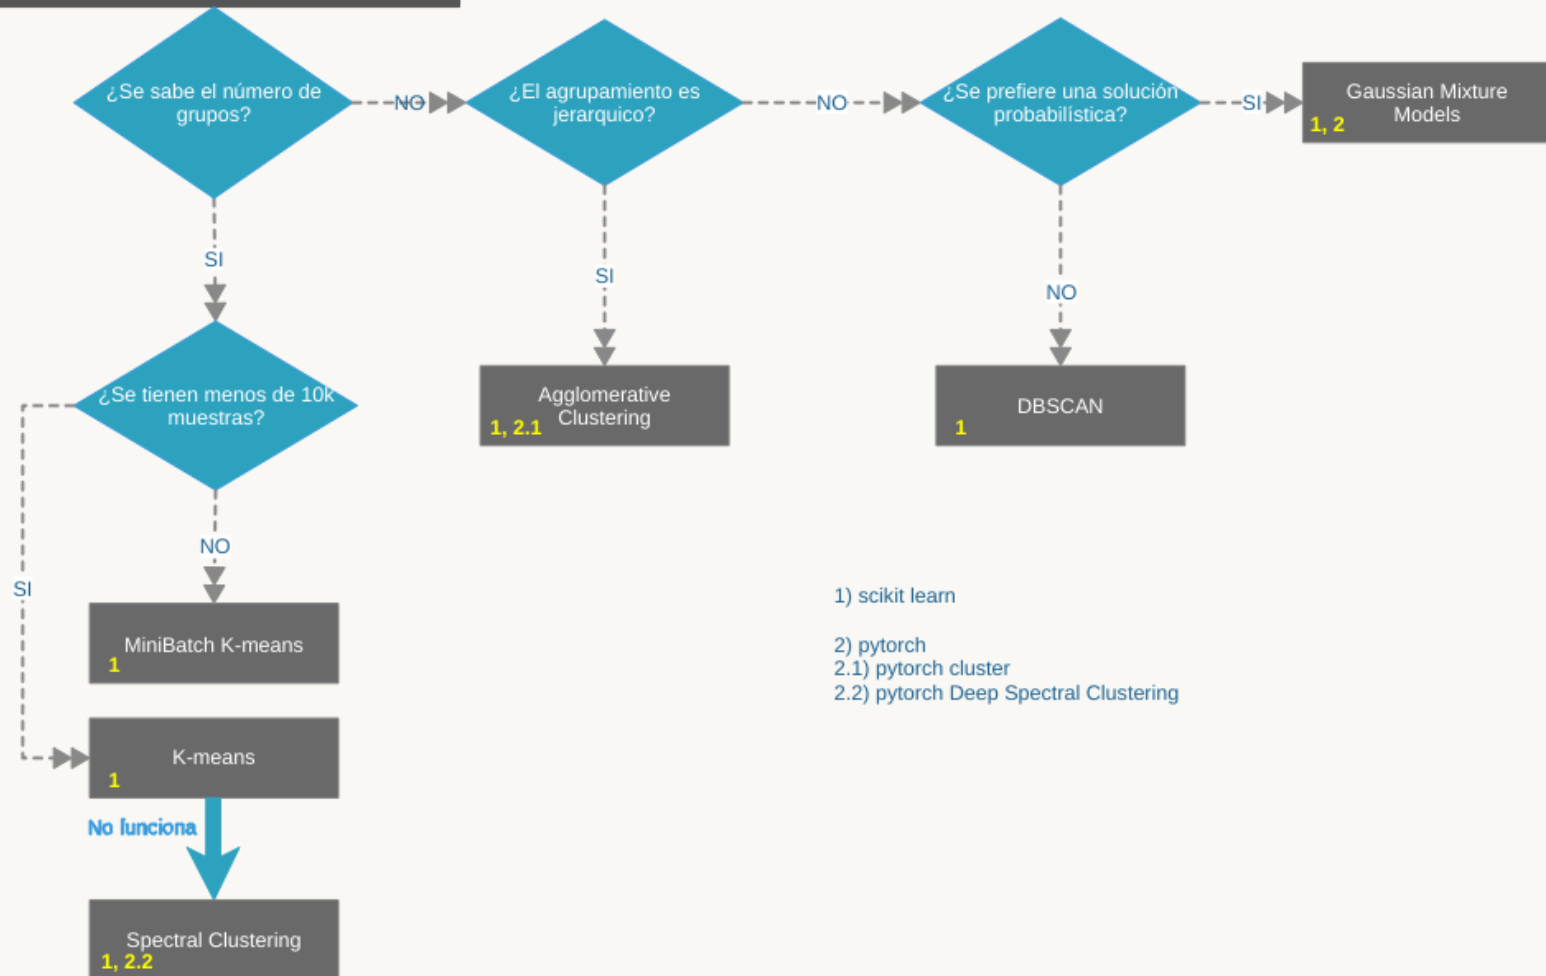 ¿Se sabe el número de
grupos?
NO
¿El agrupamiento es
jerarquico?
NO
¿Se prefiere una solución
probabilística?
SI
Gaussian Mixture
Models
1, 2
SI
SI
NO
¿Se tienen menos de 10k
muestras?
Agglomerative
Clustering
1, 2.1
DBSCAN
1
NO
SI
MiniBatch K-means
1
K-means
1
No funciona
Spectral Clustering
1, 2.2
1) scikit learn
2) pytorch
2.1) pytorch cluster
2.2) pytorch Deep Spectral Clustering